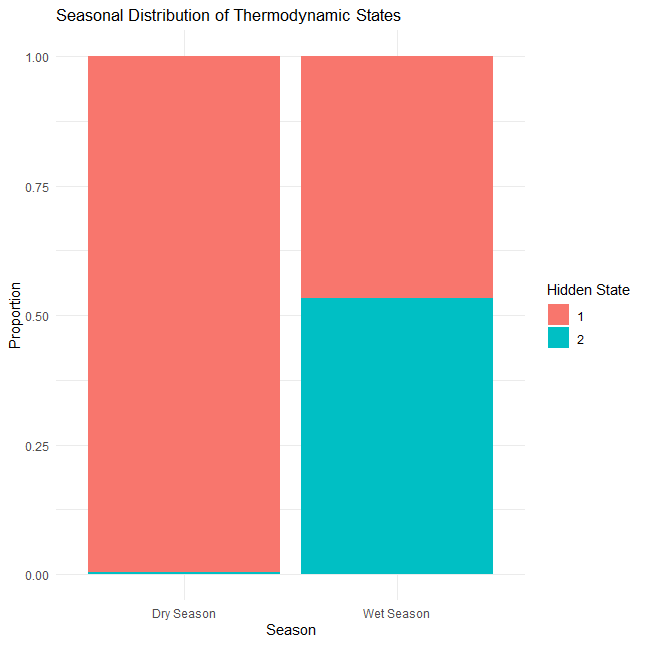 Seasonal Distribution of Thermodynamic States
1.00
0.75
0.50
0.25
0.00
Proportion
Dry Season
Wet Season
Season
Hidden State
1
2